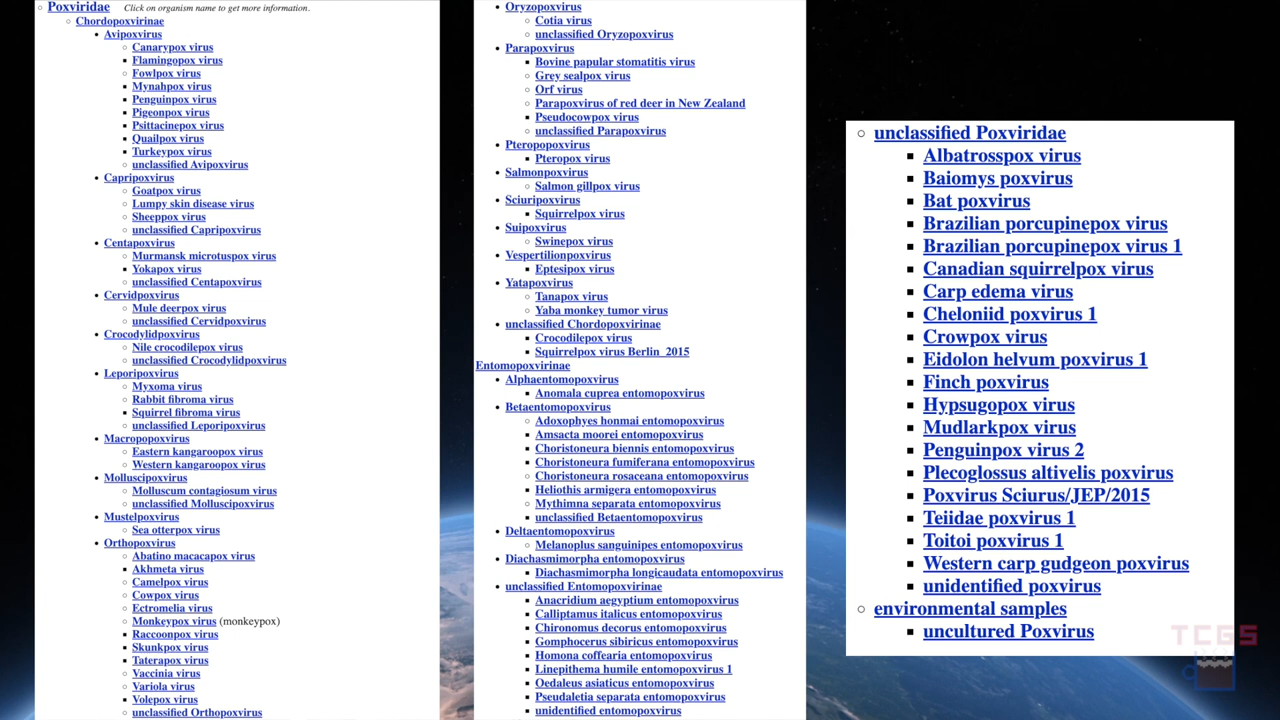 Poxviridae Click on organism name to get more information.
Chordopoxvirinae
Avipoxvirus
Canarypox virus
Flamingopox virus
Fowlpox virus
Mynahpox virus
Penguinpox virus
Pigeonpox virus
Psittacinepox virus
Quailpox virus
Turkeypox virus
unclassified Avipoxvirus
Capripoxvirus
Goatpox virus
Lumpy skin disease virus
Sheeppox virus
unclassified Capripoxvirus
Centapoxvirus
Murmansk microtuspox virus
Yokapox virus
unclassified Centapoxvirus
Cervidpoxvirus
Mule deerpox virus
unclassified Cervidpoxvirus
Crocodylidpoxvirus
Nile crocodilepox virus
unclassified Crocodylidpoxvirus
Leporipoxvirus
Myxoma virus
Rabbit fibroma virus
Squirrel fibroma virus
unclassified Leporipoxvirus
Macropopoxvirus
Eastern kangaroopox virus
Western kangaroopox virus
Molluscipoxvirus
Molluscum contagiosum virus
unclassified Molluscipoxvirus
Mustelpoxvirus
Sea otterpox virus
Orthopoxvirus
Abatino macacapox virus
Akhmeta virus
Camelpox virus
Cowpox virus
Ectromelia virus
Monkeypox virus (monkeypox)
Raccoonpox virus
Skunkpox virus
Taterapox virus
Vaccinia virus
Variola virus
Volepox virus
unclassified Orthopoxvirus
Oryzopoxvirus
Cotia virus
unclassified Oryzopoxvirus
Parapoxvirus
Bovine papular stomatitis virus
Grey sealpox virus
Orf virus
Parapoxvirus of red deer in New Zealand
Pseudocowpox virus
unclassified Parapoxvirus
Pteropopoxvirus
Pteropox virus
Salmonpoxvirus
Salmon gillpox virus
Sciuripoxvirus
Squirrelpox virus
Suipoxvirus
Swinepox virus
Vespertilionpoxvirus
Eptesipox virus
Yatapoxvirus
Tanapox virus
Yaba monkey tumor virus
unclassified Chordopoxvirinae
Crocodilepox virus
Squirrelpox virus Berlin_2015
Entomopoxvirinae
Alphaentomopoxvirus
Anomala cuprea entomopoxvirus
Betaentomopoxvirus
Adoxophyes honmai entomopoxvirus
Amsacta moorei entomopoxvirus
Choristoneura biennis entomopoxvirus
Choristoneura fumiferana entomopoxvirus
Choristoneura rosaceana entomopoxvirus
Heliothis armigera entomopoxvirus
Mythimna separata entomopoxvirus
unclassified Betaentomopoxvirus
Deltaentomopoxvirus
Melanoplus sanguinipes entomopoxvirus
Diachasmimorpha entomopoxvirus
Diachasmimorpha longicaudata entomopoxvirus
unclassified Entomopoxvirinae
Anacridium aegyptium entomopoxvirus
Calliptamus italicus entomopoxvirus
Chironomus decorus entomopoxvirus
Gomphocerus sibiricus entomopoxvirus
Homona coffearia entomopoxvirus
Linepithema humile entomopoxvirus 1
Oedaleus asiaticus entomopoxvirus
Pseudaletia separata entomopoxvirus
unidentified entomopoxvirus
unclassified Poxviridae
Albatrosspox virus
Baiomys poxvirus
Bat poxvirus
Brazilian porcupinepox virus
Brazilian porcupinepox virus 1
Canadian squirrelpox virus
Carp edema virus
Cheloniid poxvirus 1
Crowpox virus
Eidolon helvum poxvirus 1
Finch poxvirus
Hypsugopox virus
Mudlarkpox virus
Penguinpox virus 2
Plecoglossus altivelis poxvirus
Poxvirus Sciurus/JEP/2015
Teiidae poxvirus 1
Toitoi poxvirus 1
Western carp gudgeon poxvirus
unidentified poxvirus
environmental samples
uncultured Poxvirus
TCGS